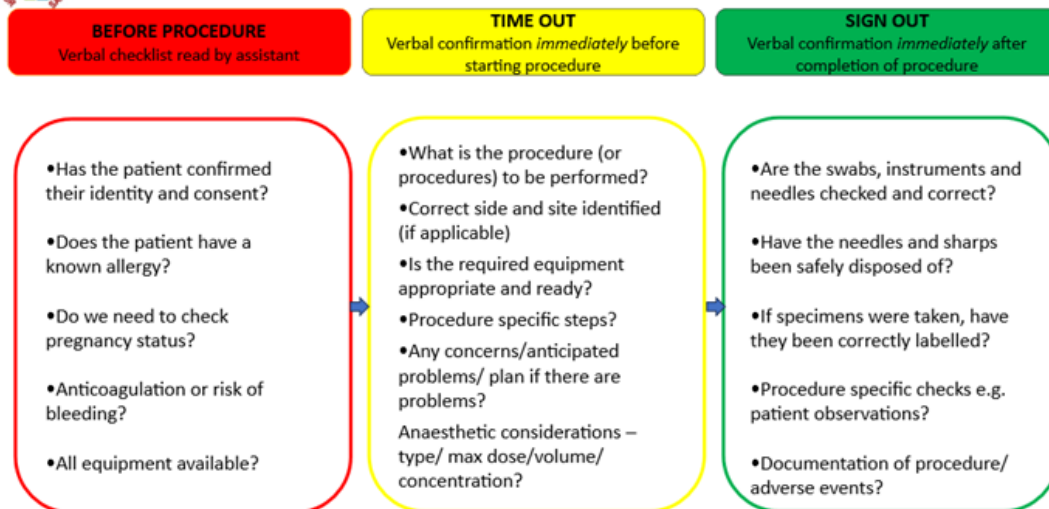 BEFORE PROCEDURE
Verbal checklist read by assistant
TIME OUT
Verbal confirmation immediately before
starting procedure
SIGN OUT
Verbal confirmation immediately after
completion of procedure
•Has the patient confirmed
their identity and consent?
•Does the patient have a
known allergy?
•Do we need to check
pregnancy status?
•Anticoagulation or risk of
bleeding?
•All equipment available?
•What is the procedure (or
procedures) to be performed?
•Correct side and site identified
(if applicable)
•Is the required equipment
appropriate and ready?
•Procedure specific steps?
•Any concerns/anticipated
problems/ plan if there are
problems?
Anaesthetic considerations –
type/ max dose/volume/
concentration?
•Are the swabs, instruments and
needles checked and correct?
•Have the needles and sharps
been safely disposed of?
•If specimens were taken, have
they been correctly labelled?
•Procedure specific checks e.g.
patient observations?
•Documentation of procedure/
adverse events?